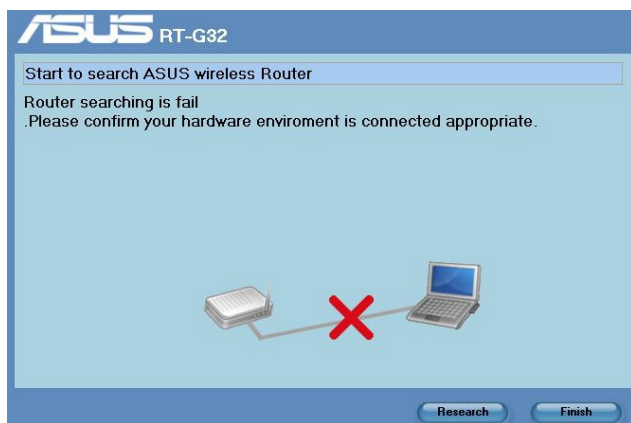 ASUS RT-G32
Start to search ASUS wireless Router
Router searching is fail
.Please confirm your hardware enviroment is connected appropriate.
Research Finish